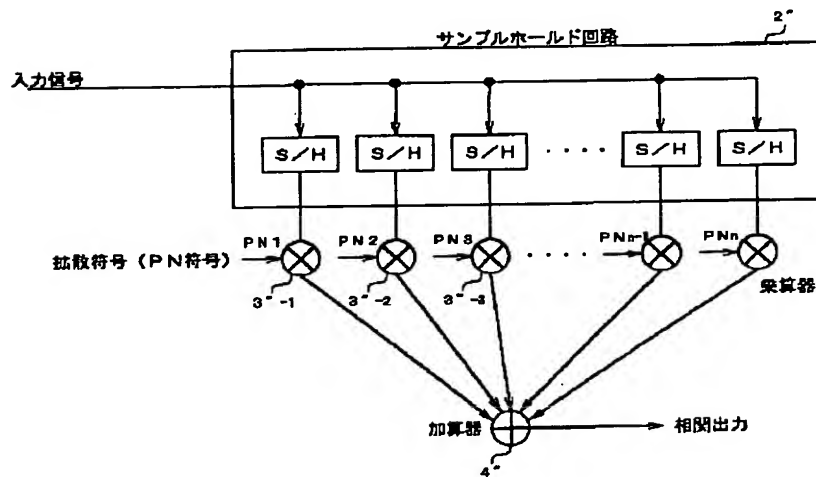 2″
サンプルホールド回路
入力信号
S/H S/H S/H ・・・・ S/H S/H
PN1 PN2 PN3 ・・・・ PNn-1 PNn
拡散符号(PN符号)
3″-1 3″-2 3″-3
乗算器
加算器
相関出力
4″